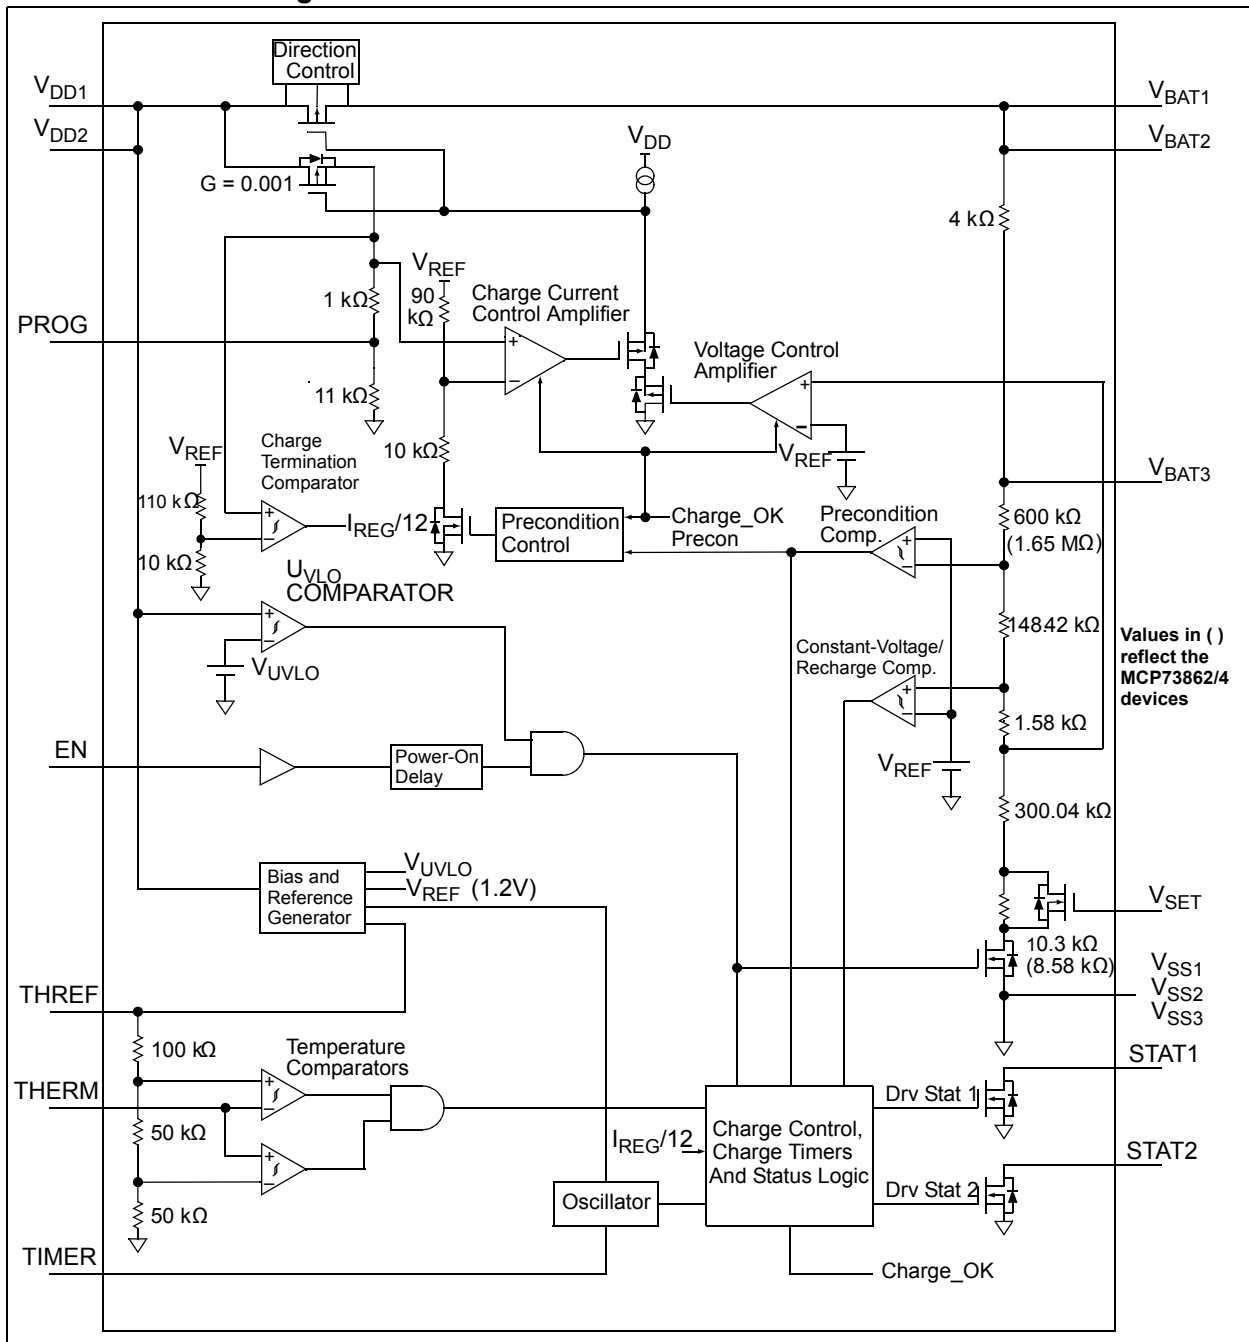 Direction
Control
VDD1
VBAT1
VDD2
VBAT2
VDD
G = 0.001
4 kΩ
VREF
90
kΩ
1 kΩ
Charge Current
Control Amplifier
PROG
Voltage Control
Amplifier
11 kΩ
VREF
Charge
Termination
Comparator
10 kΩ
VREF
VBAT3
110 kΩ
IREG/12
Precondition
Control
Charge_OK
Precon
Precondition
Comp.
600 kΩ
(1.65 MΩ)
10 kΩ
UVLO
COMPARATOR
148.42 kΩ
Values in ( )
reflect the
MCP73862/4
devices
VUVLO
Constant-Voltage/
Recharge Comp.
1.58 kΩ
EN
Power-On
Delay
VREF
300.04 kΩ
Bias and
Reference
Generator
VUVLO
VREF (1.2V)
VSET
10.3 kΩ
(8.58 kΩ)
VSS1
VSS2
VSS3
THREF
100 kΩ
Temperature
Comparators
STAT1
THERM
Drv Stat 1
50 kΩ
IREG/12
Charge Control,
Charge Timers
And Status Logic
STAT2
Drv Stat 2
50 kΩ
Oscillator
TIMER
Charge_OK